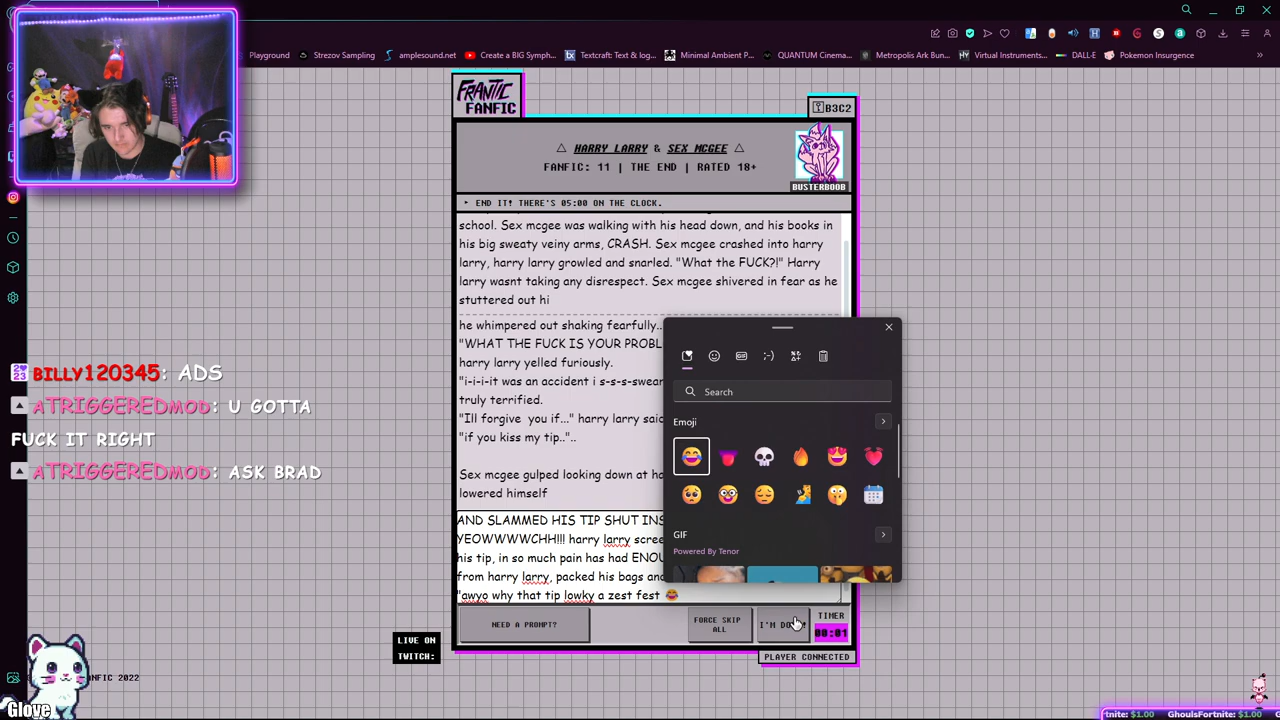 Playground
Strezov Sampling
amplesound.net
Create a BIG Symph...
Textcraft: Text & log...
Minimal Ambient P...
QUANTUM Cinema...
Metropolis Ark Bun...
Virtual Instruments...
DALL-E
Pokemon Insurgence
FRANTIC
FANFIC
B3C2
△ HARRY LARRY & SEX MCGEE △
FANFIC: 11 | THE END | RATED 18+
BUSTERBOOB
▸ END IT! THERE'S 05:00 ON THE CLOCK.
school. Sex mcgee was walking with his head down, and his books in
his big sweaty veiny arms, CRASH. Sex mcgee crashed into harry
larry, harry larry growled and snarled. "What the FUCK?!" Harry
larry wasnt taking any disrespect. Sex mcgee shivered in fear as he
stuttered out hi
he whimpered out shaking fearfully..
"WHAT THE FUCK IS YOUR PROBL
harry larry yelled furiously.
"i-i-i-it was an accident i s-s-s-swear
truly terrified.
"Ill forgive you if..." harry larry said
"if you kiss my tip.."..
Sex mcgee gulped looking down at ha
lowered himself
AND SLAMMED HIS TIP SHUT INS
YEOWWWWCHH!!! harry larry scree
his tip, in so much pain has had ENOU
from harry larry, packed his bags and
"awyo why that tip lowky a zest fest 😂
Search
Emoji
GIF
Powered By Tenor
NEED A PROMPT?
FORCE SKIP
ALL
I'M DO
TIMER
00:01
PLAYER CONNECTED
2♥
23
BILLY120345: ADS
ATRIGGEREDMOD: U GOTTA
FUCK IT RIGHT
ATRIGGEREDMOD: ASK BRAD
LIVE ON
TWITCH:
ANFIC 2022
Glove
tnite: $1.00 GhoulsFortnite: $1.00